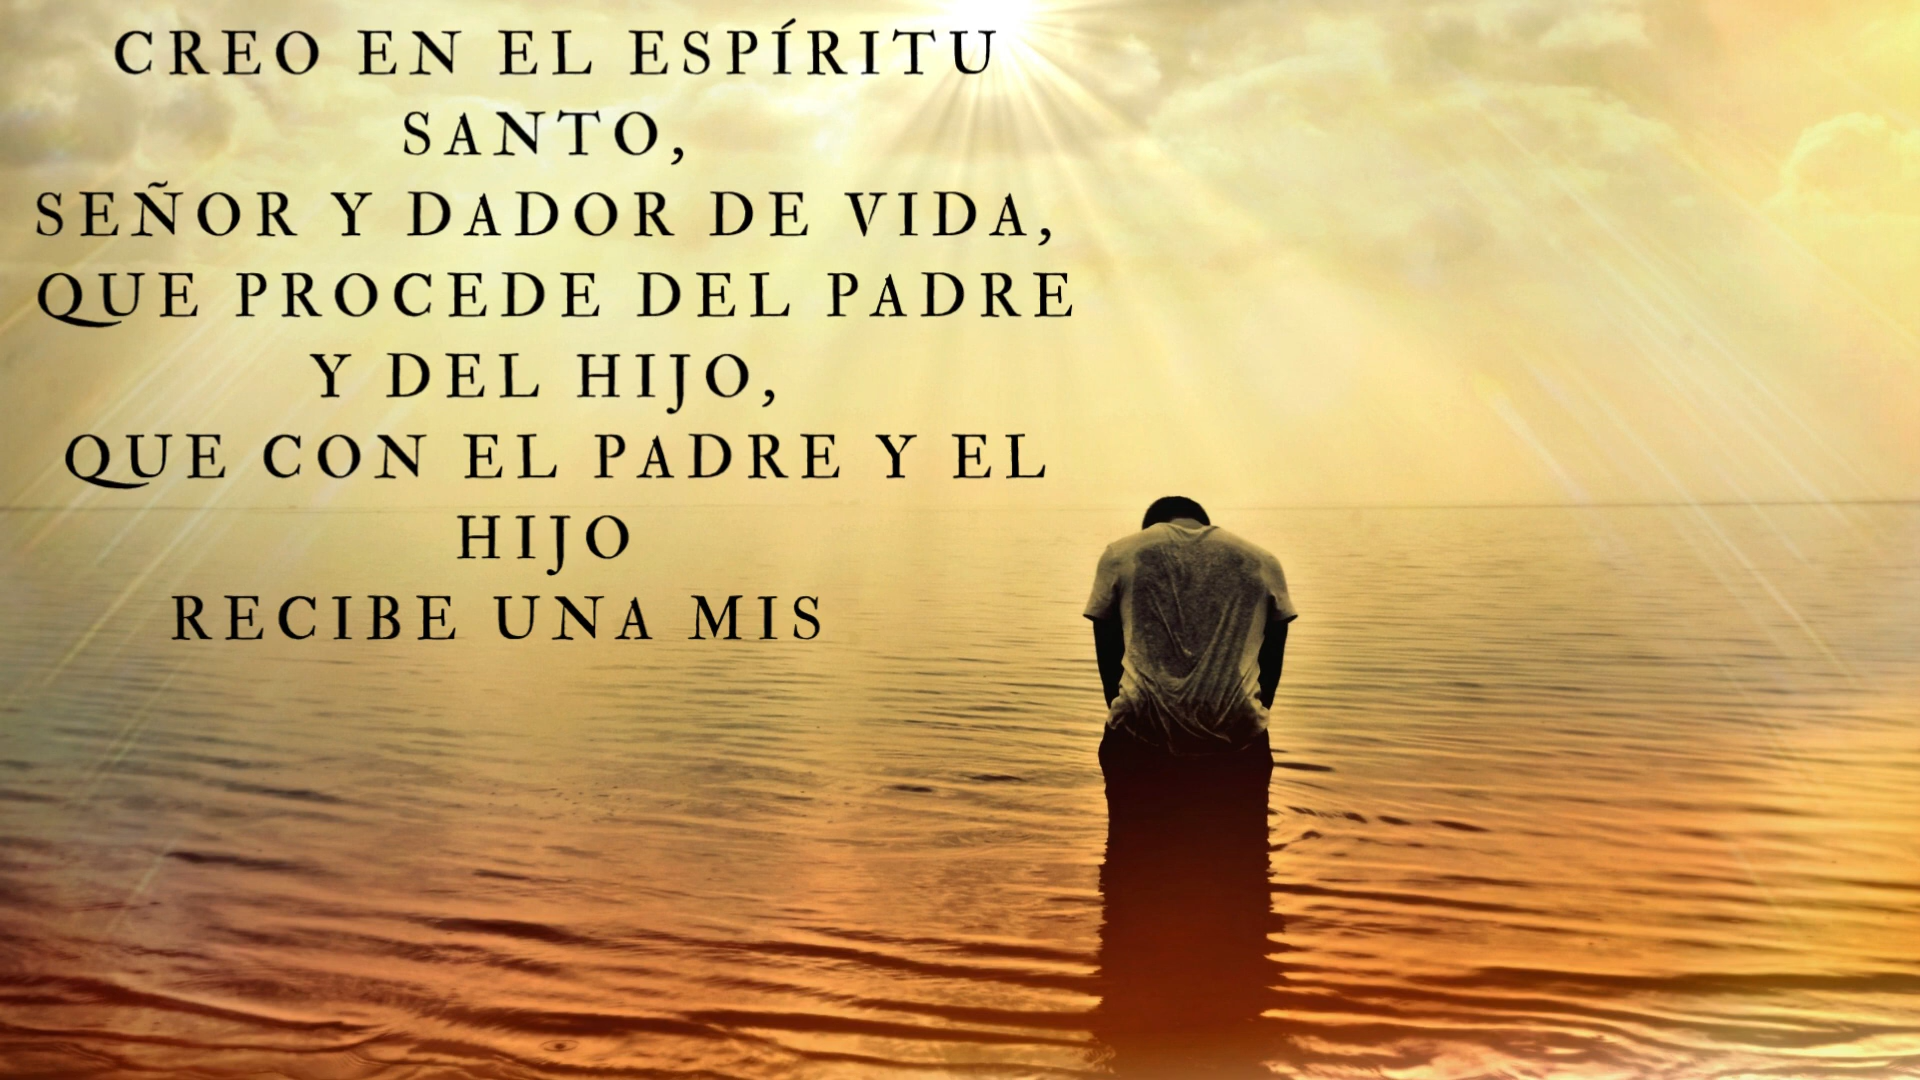 CREO EN EL ESPÍRITU
SANTO,
SEÑOR Y DADOR DE VIDA,
QUE PROCEDE DEL PADRE
Y DEL HIJO,
QUE CON EL PADRE Y EL
HIJO
RECIBE UNA MIS